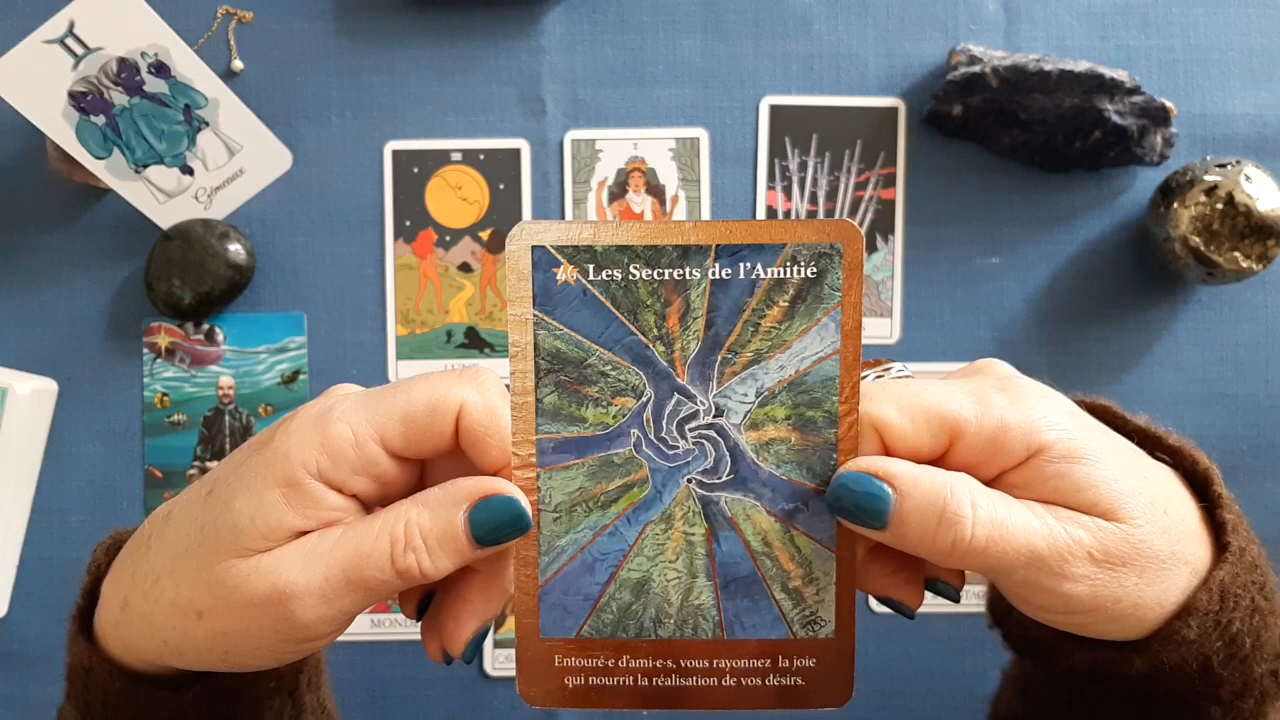 Gémeaux
I
46 Les Secrets de l'Amitié
MONDE
Entouré·e d'ami·e·s, vous rayonnez la joie
qui nourrit la réalisation de vos désirs.